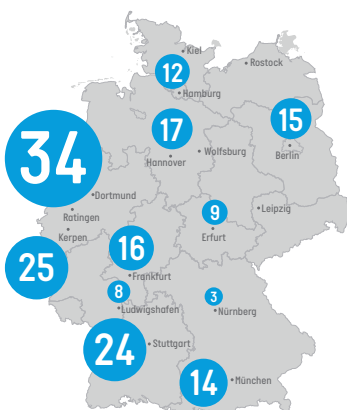 Kiel
Rostock
12
Hamburg
17
15
Wolfsburg
Hannover
Berlin
34
Dortmund
Leipzig
9
Ratingen
Kerpen
Erfurt
16
25
Frankfurt
8
3
Ludwigshafen
Nürnberg
24
Stuttgart
14
München